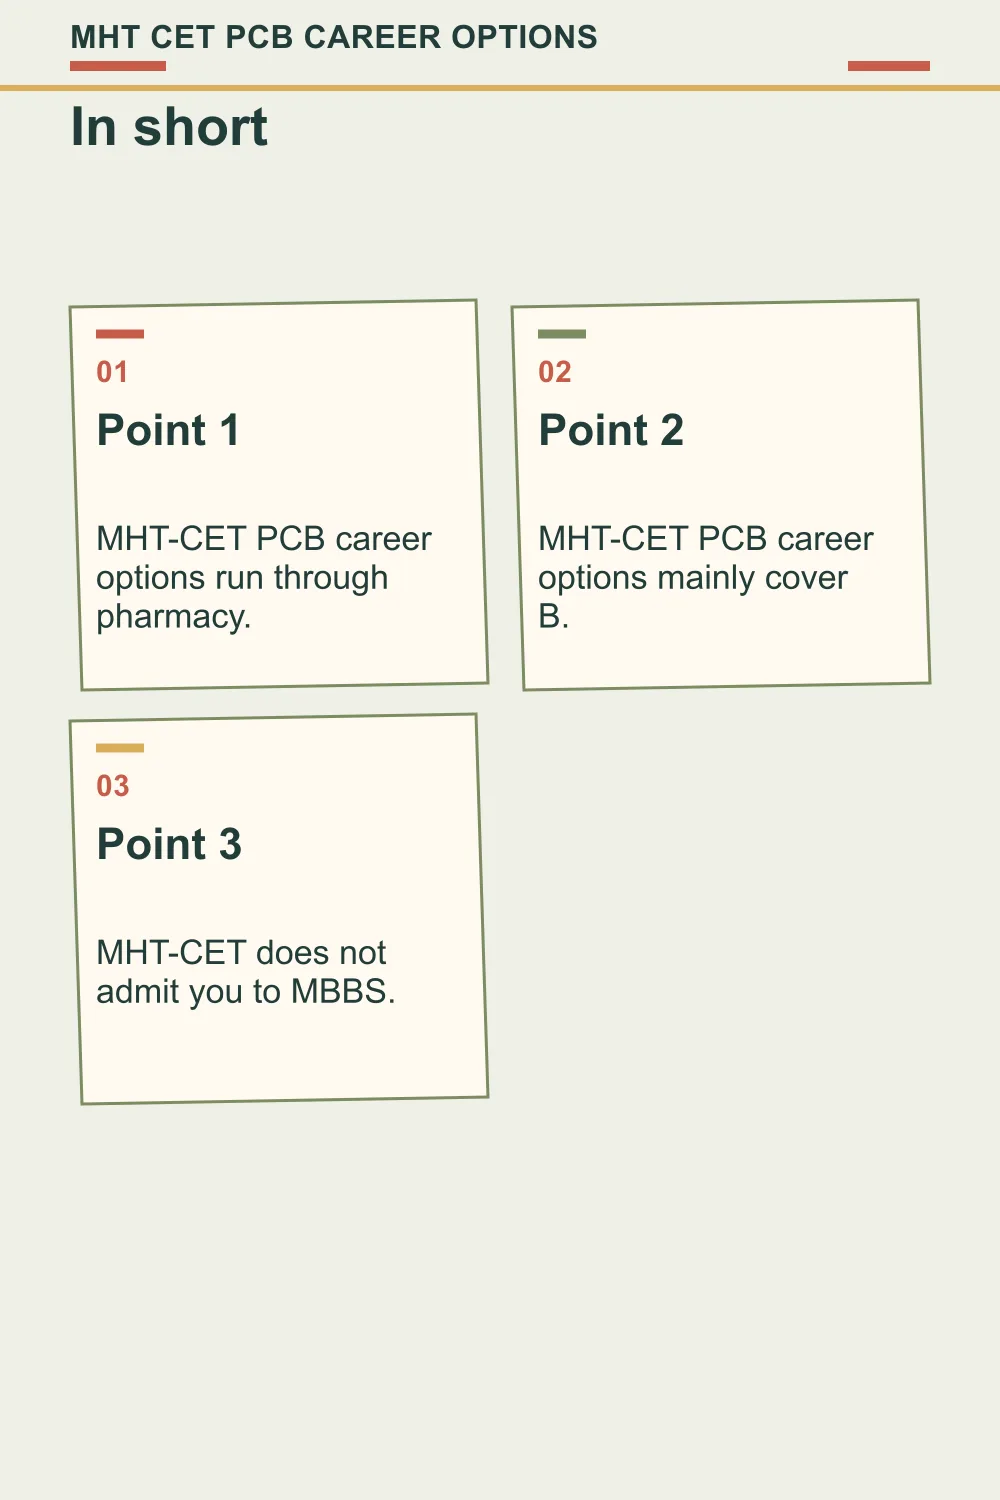 MHT CET PCB CAREER OPTIONS
In short
01
Point 1
MHT-CET PCB career
options run through
pharmacy.
02
Point 2
MHT-CET PCB career
options mainly cover
B.
03
Point 3
MHT-CET does not
admit you to MBBS.